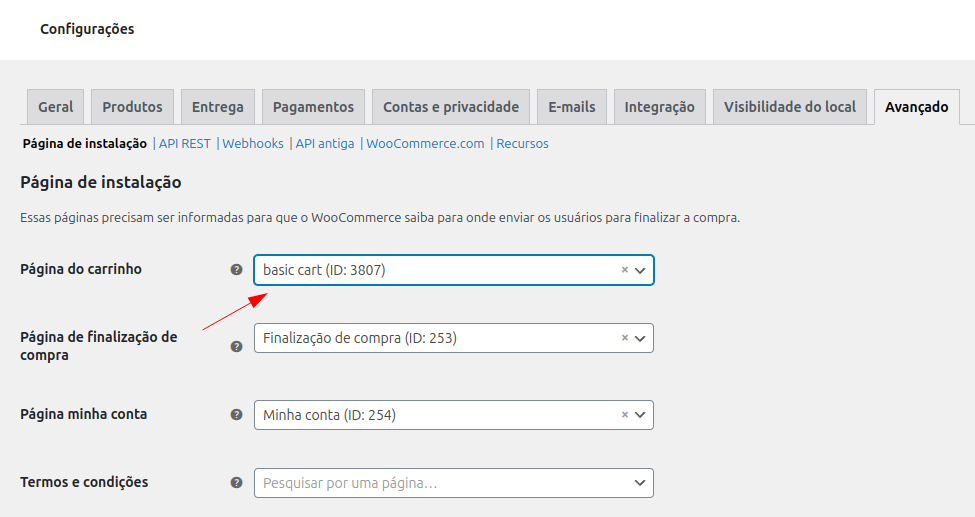 Configurações
Geral Produtos Entrega Pagamentos Contas e privacidade E-mails Integração Visibilidade do local Avançado
Página de instalação | API REST | Webhooks | API antiga | WooCommerce.com | Recursos
Página de instalação
Essas páginas precisam ser informadas para que o WooCommerce saiba para onde enviar os usuários para finalizar a compra.
Página do carrinho ? basic cart (ID: 3807) ×
Página de finalização de
compra ? Finalização de compra (ID: 253) ×
Página minha conta ? Minha conta (ID: 254) ×
Termos e condições ? Pesquisar por uma página…